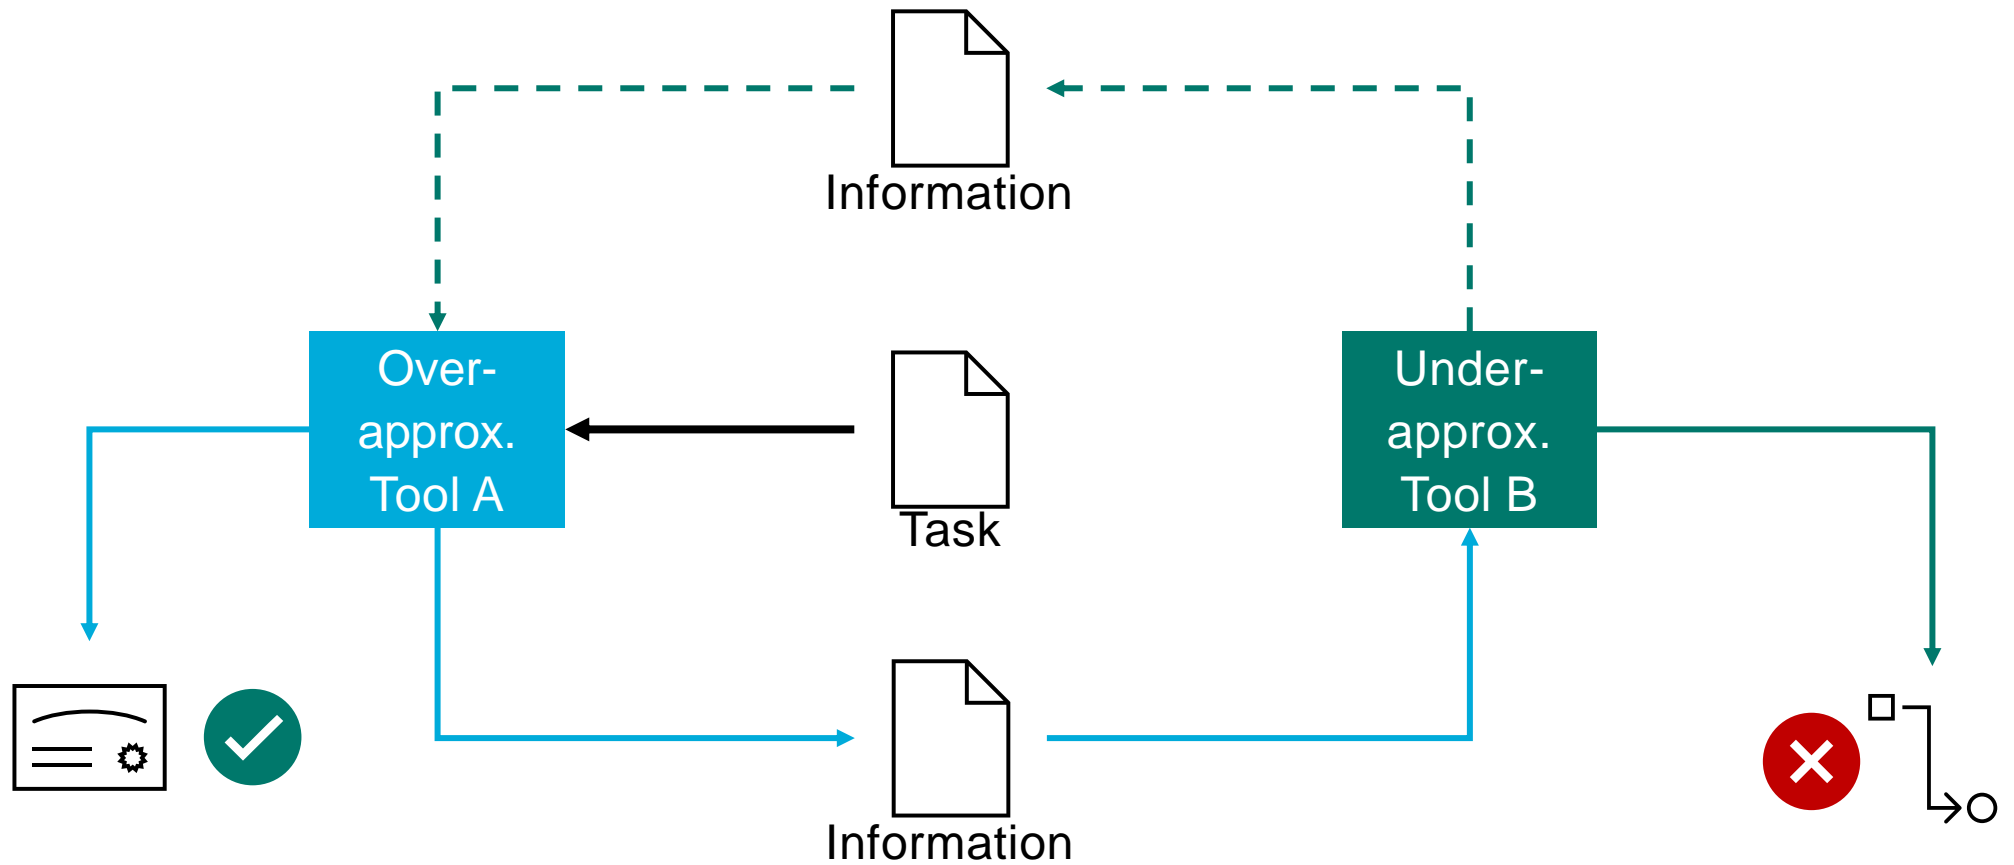 Information
Over-
approx.
Tool A
Task
Under-
approx.
Tool B
Information